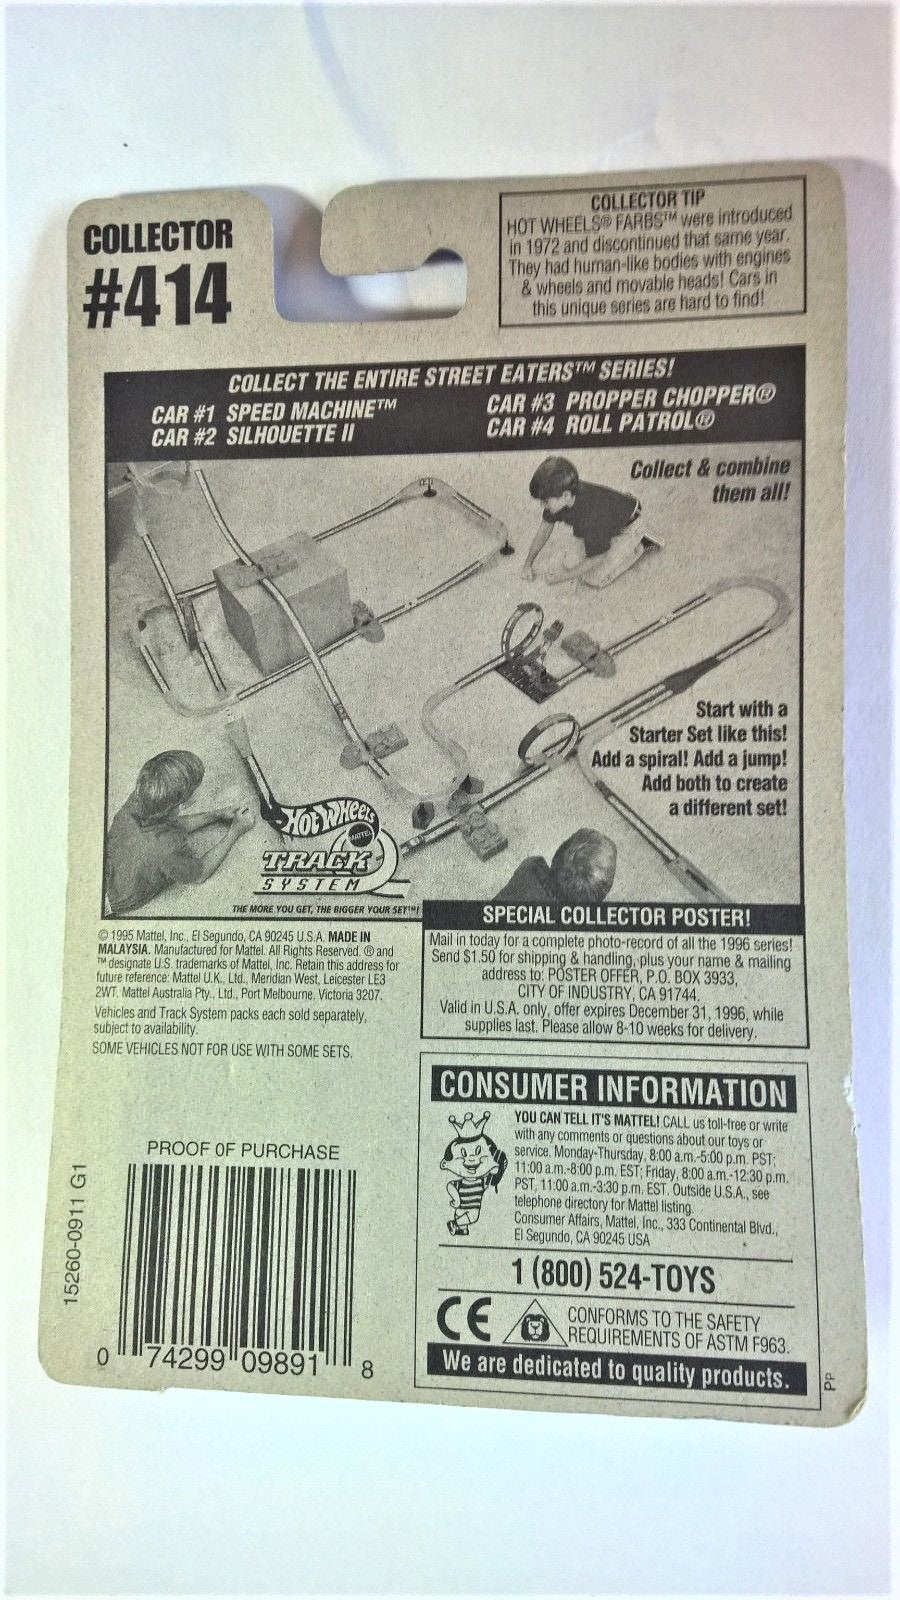 COLLECTOR
#414
COLLECTOR TIP
HOT WHEELS® FARBS™ were introduced
in 1972 and discontinued that same year.
They had human-like bodies with engines
& wheels and movable heads! Cars in
this unique series are hard to find!
COLLECT THE ENTIRE STREET EATERS™ SERIES!
CAR #1 SPEED MACHINE™
CAR #2 SILHOUETTE II
CAR #3 PROPPER CHOPPER®
CAR #4 ROLL PATROL®
Collect & combine
them all!
Start with a
Starter Set like this!
Add a spiral! Add a jump!
Add both to create
a different set!
Hot Wheels
MATTEL
TRACK
SYSTEM
THE MORE YOU GET, THE BIGGER YOUR SET™!
© 1995 Mattel, Inc., El Segundo, CA 90245 U.S.A. MADE IN
MALAYSIA. Manufactured for Mattel. All Rights Reserved. ® and
™ designate U.S. trademarks of Mattel, Inc. Retain this address for
future reference: Mattel U.K., Ltd., Meridian West, Leicester LE3
2WT. Mattel Australia Pty., Ltd., Port Melbourne, Victoria 3207.
Vehicles and Track System packs each sold separately,
subject to availability.
SOME VEHICLES NOT FOR USE WITH SOME SETS.
SPECIAL COLLECTOR POSTER!
Mail in today for a complete photo-record of all the 1996 series!
Send $1.50 for shipping & handling, plus your name & mailing
address to: POSTER OFFER, P.O. BOX 3933,
CITY OF INDUSTRY, CA 91744.
Valid in U.S.A. only, offer expires December 31, 1996, while
supplies last. Please allow 8-10 weeks for delivery.
CONSUMER INFORMATION
YOU CAN TELL IT'S MATTEL! CALL us toll-free or write
with any comments or questions about our toys or
service, Monday-Thursday, 8:00 a.m.-5:00 p.m. PST;
11:00 a.m.-8:00 p.m. EST; Friday, 8:00 a.m.-12:30 p.m.
PST, 11:00 a.m.-3:30 p.m. EST. Outside U.S.A., see
telephone directory for Mattel listing.
Consumer Affairs, Mattel, Inc., 333 Continental Blvd.,
El Segundo, CA 90245 USA
1 (800) 524-TOYS
CE
CONFORMS TO THE SAFETY
REQUIREMENTS OF ASTM F963.
We are dedicated to quality products.
PP
PROOF OF PURCHASE
15260-0911 G1
0 74299 09891 8